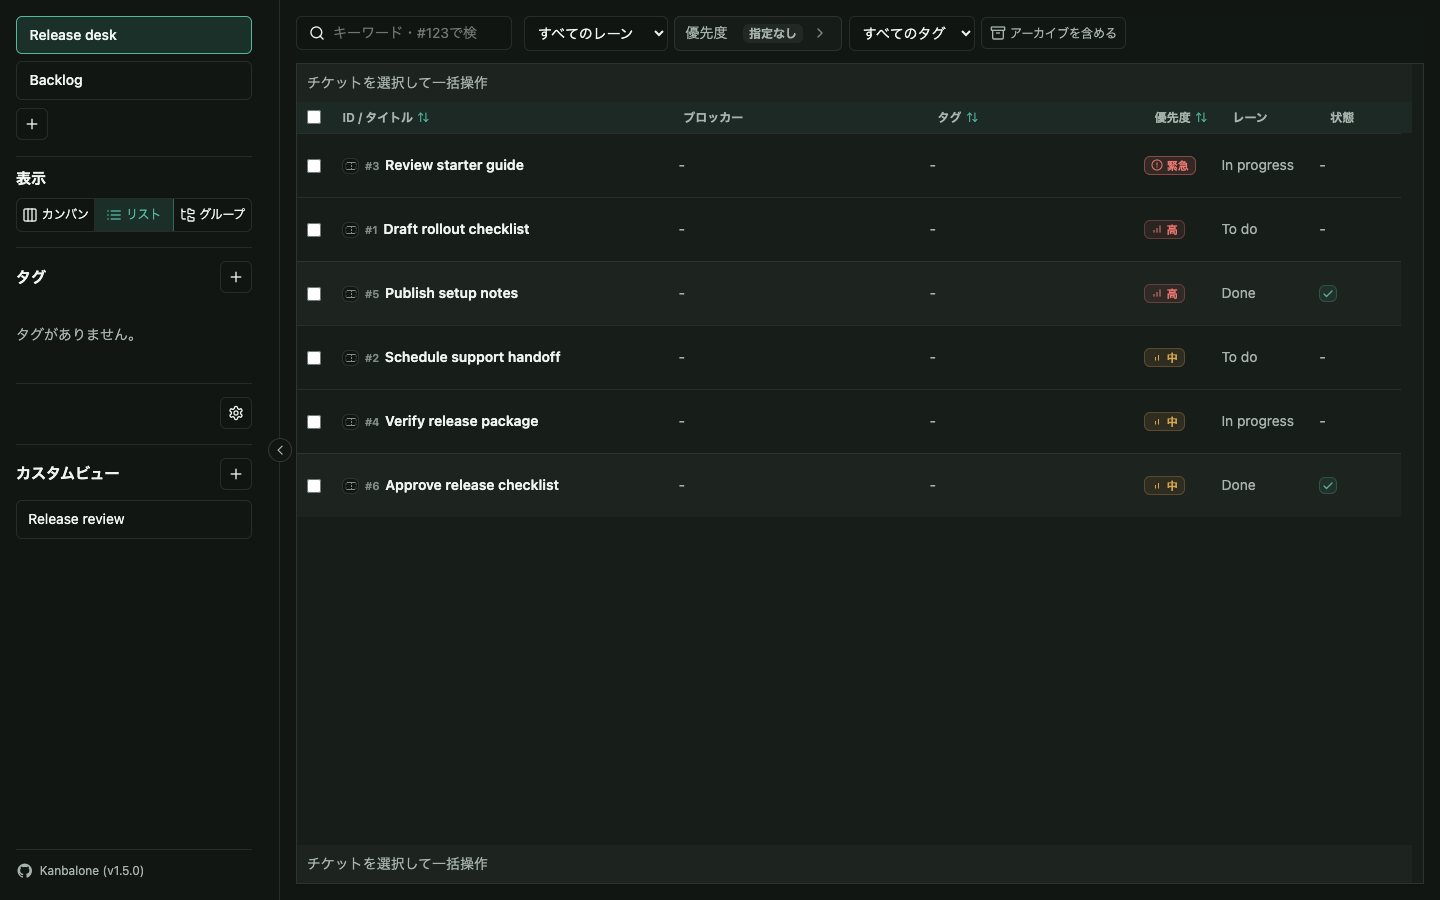 Release desk
Backlog
表示
カンバン リスト グループ
タグ
タグがありません。
カスタムビュー
Release review
Kanbalone (v1.5.0)
キーワード・#123で検 すべてのレーン 優先度 指定なし すべてのタグ アーカイブを含める
チケットを選択して一括操作
ID / タイトル ブロッカー タグ 優先度 レーン 状態
#3 Review starter guide - - 緊急 In progress -
#1 Draft rollout checklist - - 高 To do -
#5 Publish setup notes - - 高 Done
#2 Schedule support handoff - - 中 To do -
#4 Verify release package - - 中 In progress -
#6 Approve release checklist - - 中 Done
チケットを選択して一括操作